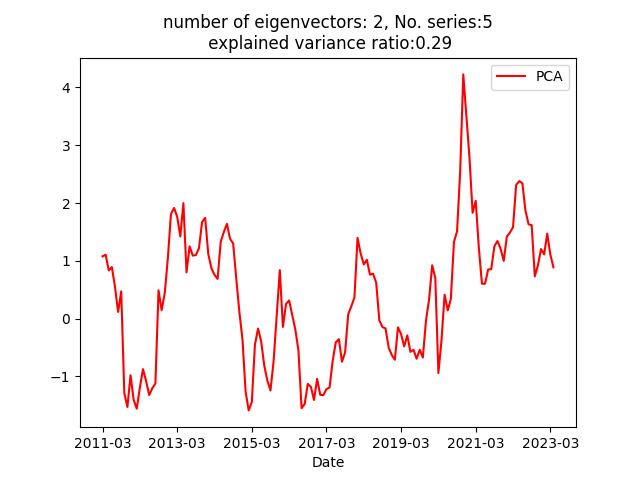 number of eigenvectors: 2, No. series:5
explained variance ratio:0.29
PCA
4
3
2
1
0
−1
2011-03 2013-03 2015-03 2017-03 2019-03 2021-03 2023-03
Date